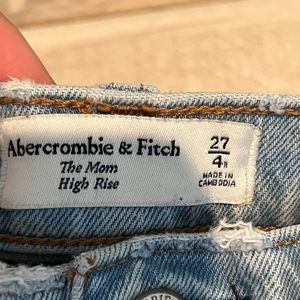 Abercrombie & Fitch
The Mom
High Rise
27
4R
MADE IN
CAMBODIA